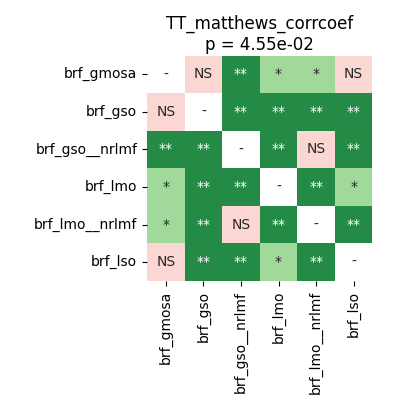 TT_matthews_corrcoef
p = 4.55e-02
brf_gmosa - NS ** * * NS
brf_gso NS - ** ** ** **
brf_gso__nrlmf ** ** - ** NS **
brf_lmo * ** ** - ** *
brf_lmo__nrlmf * ** NS ** - **
brf_lso NS ** ** * ** -
brf_gmosa
brf_gso
brf_gso__nrlmf
brf_lmo
brf_lmo__nrlmf
brf_lso